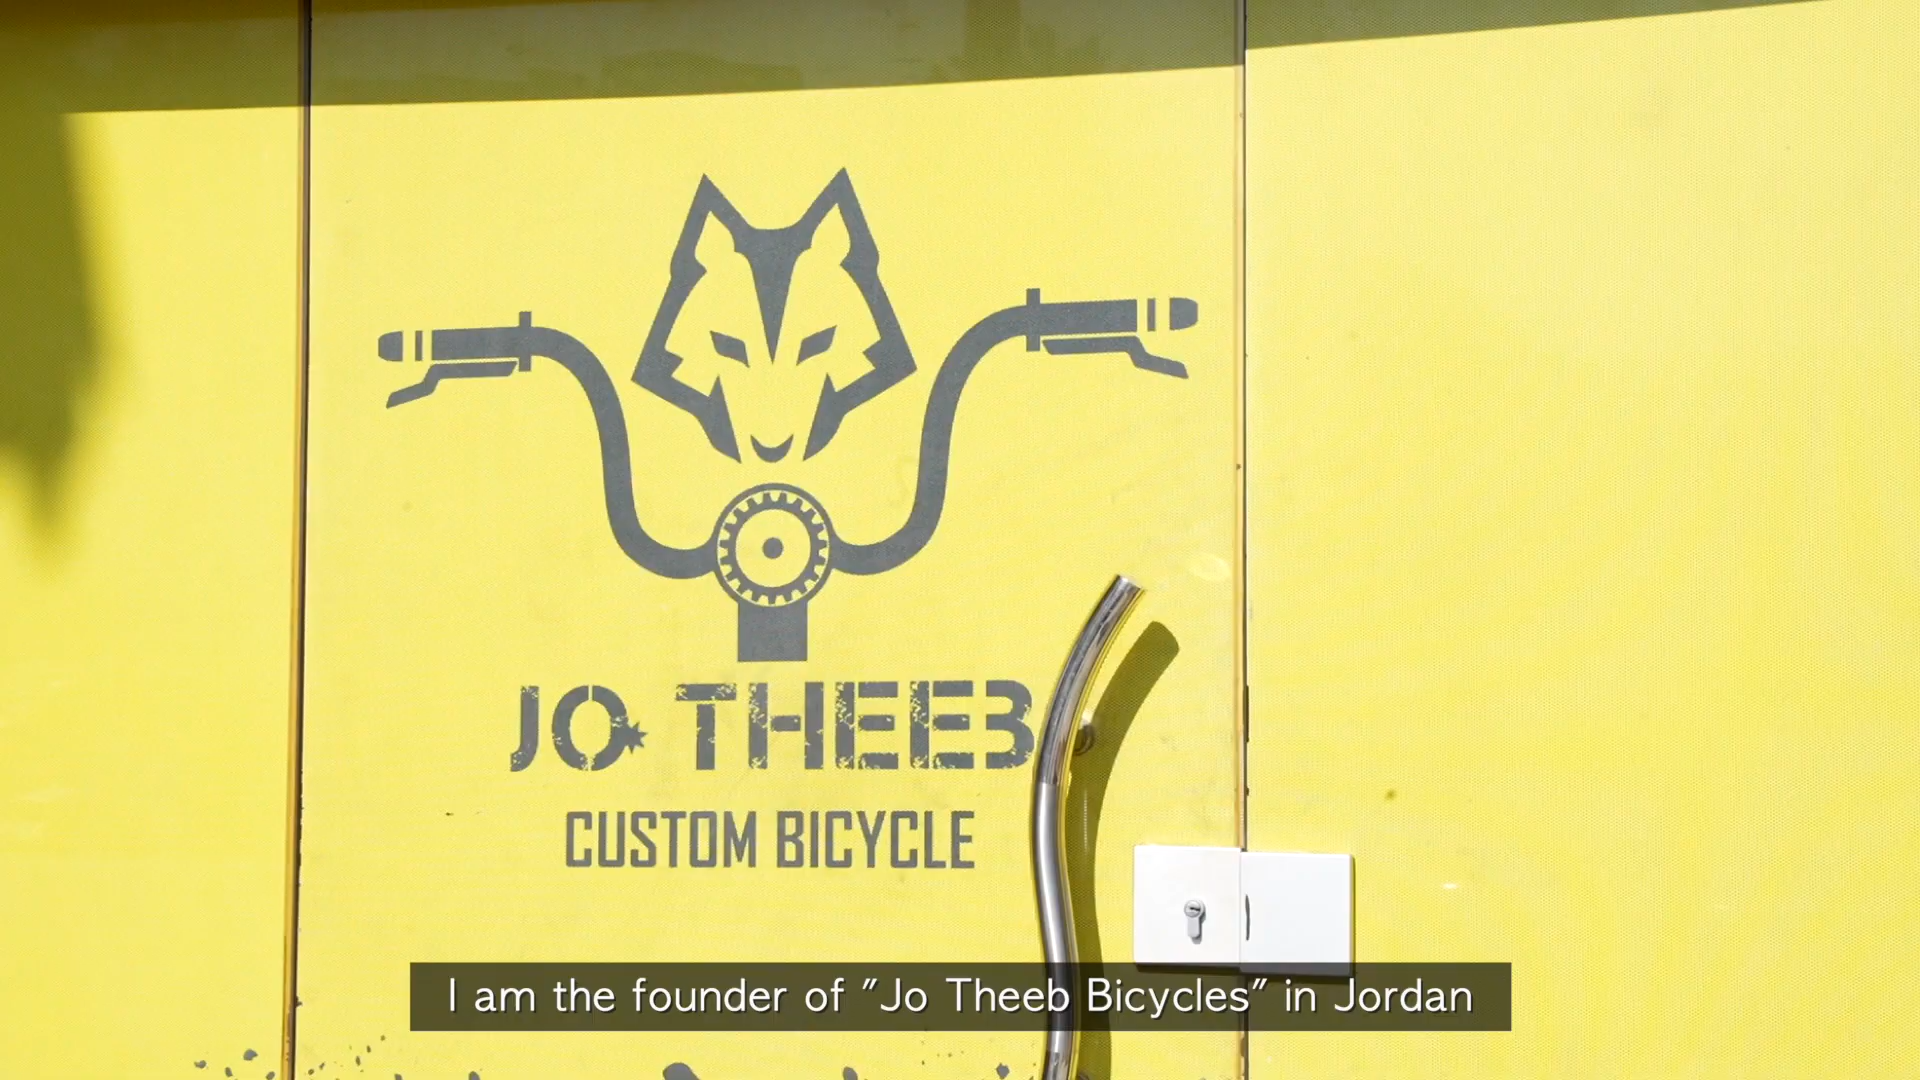 JO THEEB
CUSTOM BICYCLE
I am the founder of "Jo Theeb Bicycles" in Jordan